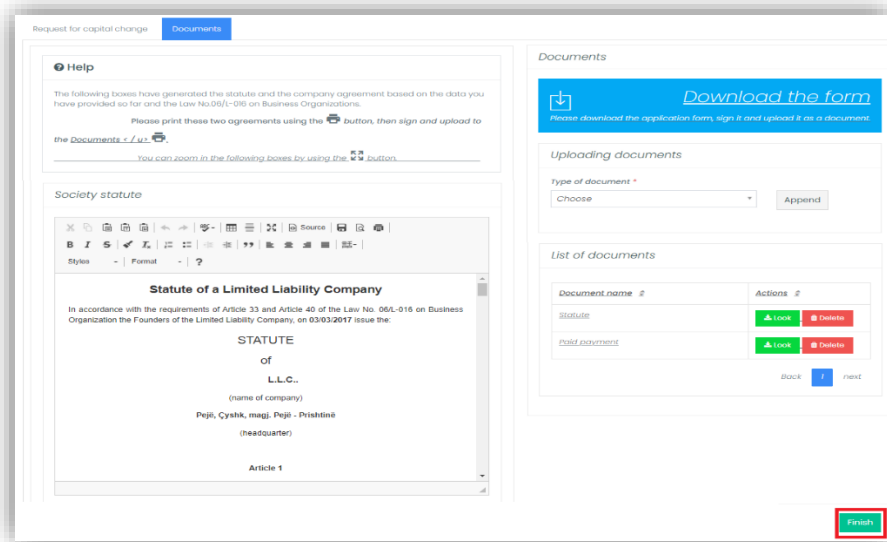 Request for capital change
Documents
Help
The following boxes have generated the statute and the company agreement based on the data you
have provided so far and the Law No.06/L-016 on Business Organizations.
Please print these two agreements using the button, then sign and upload to
the Documents < / u> .
You can zoom in the following boxes by using the button.
Society statute
Source
B I S Tx
Styles Format ?
Statute of a Limited Liability Company
In accordance with the requirements of Article 33 and Article 40 of the Law No. 06/L-016 on Business
Organization the Founders of the Limited Liability Company, on 03/03/2017 issue the:
STATUTE
of
L.L.C.,
(name of company)
Pejë, Çyshk, magj. Pejë - Prishtinë
(headquarter)
Article 1
Documents
Download the form
Please download the application form, sign it and upload it as a document.
Uploading documents
Type of document *
Choose
Append
List of documents
Document name Actions
Statute Look Delete
Paid payment Look Delete
Back 1 next
Finish